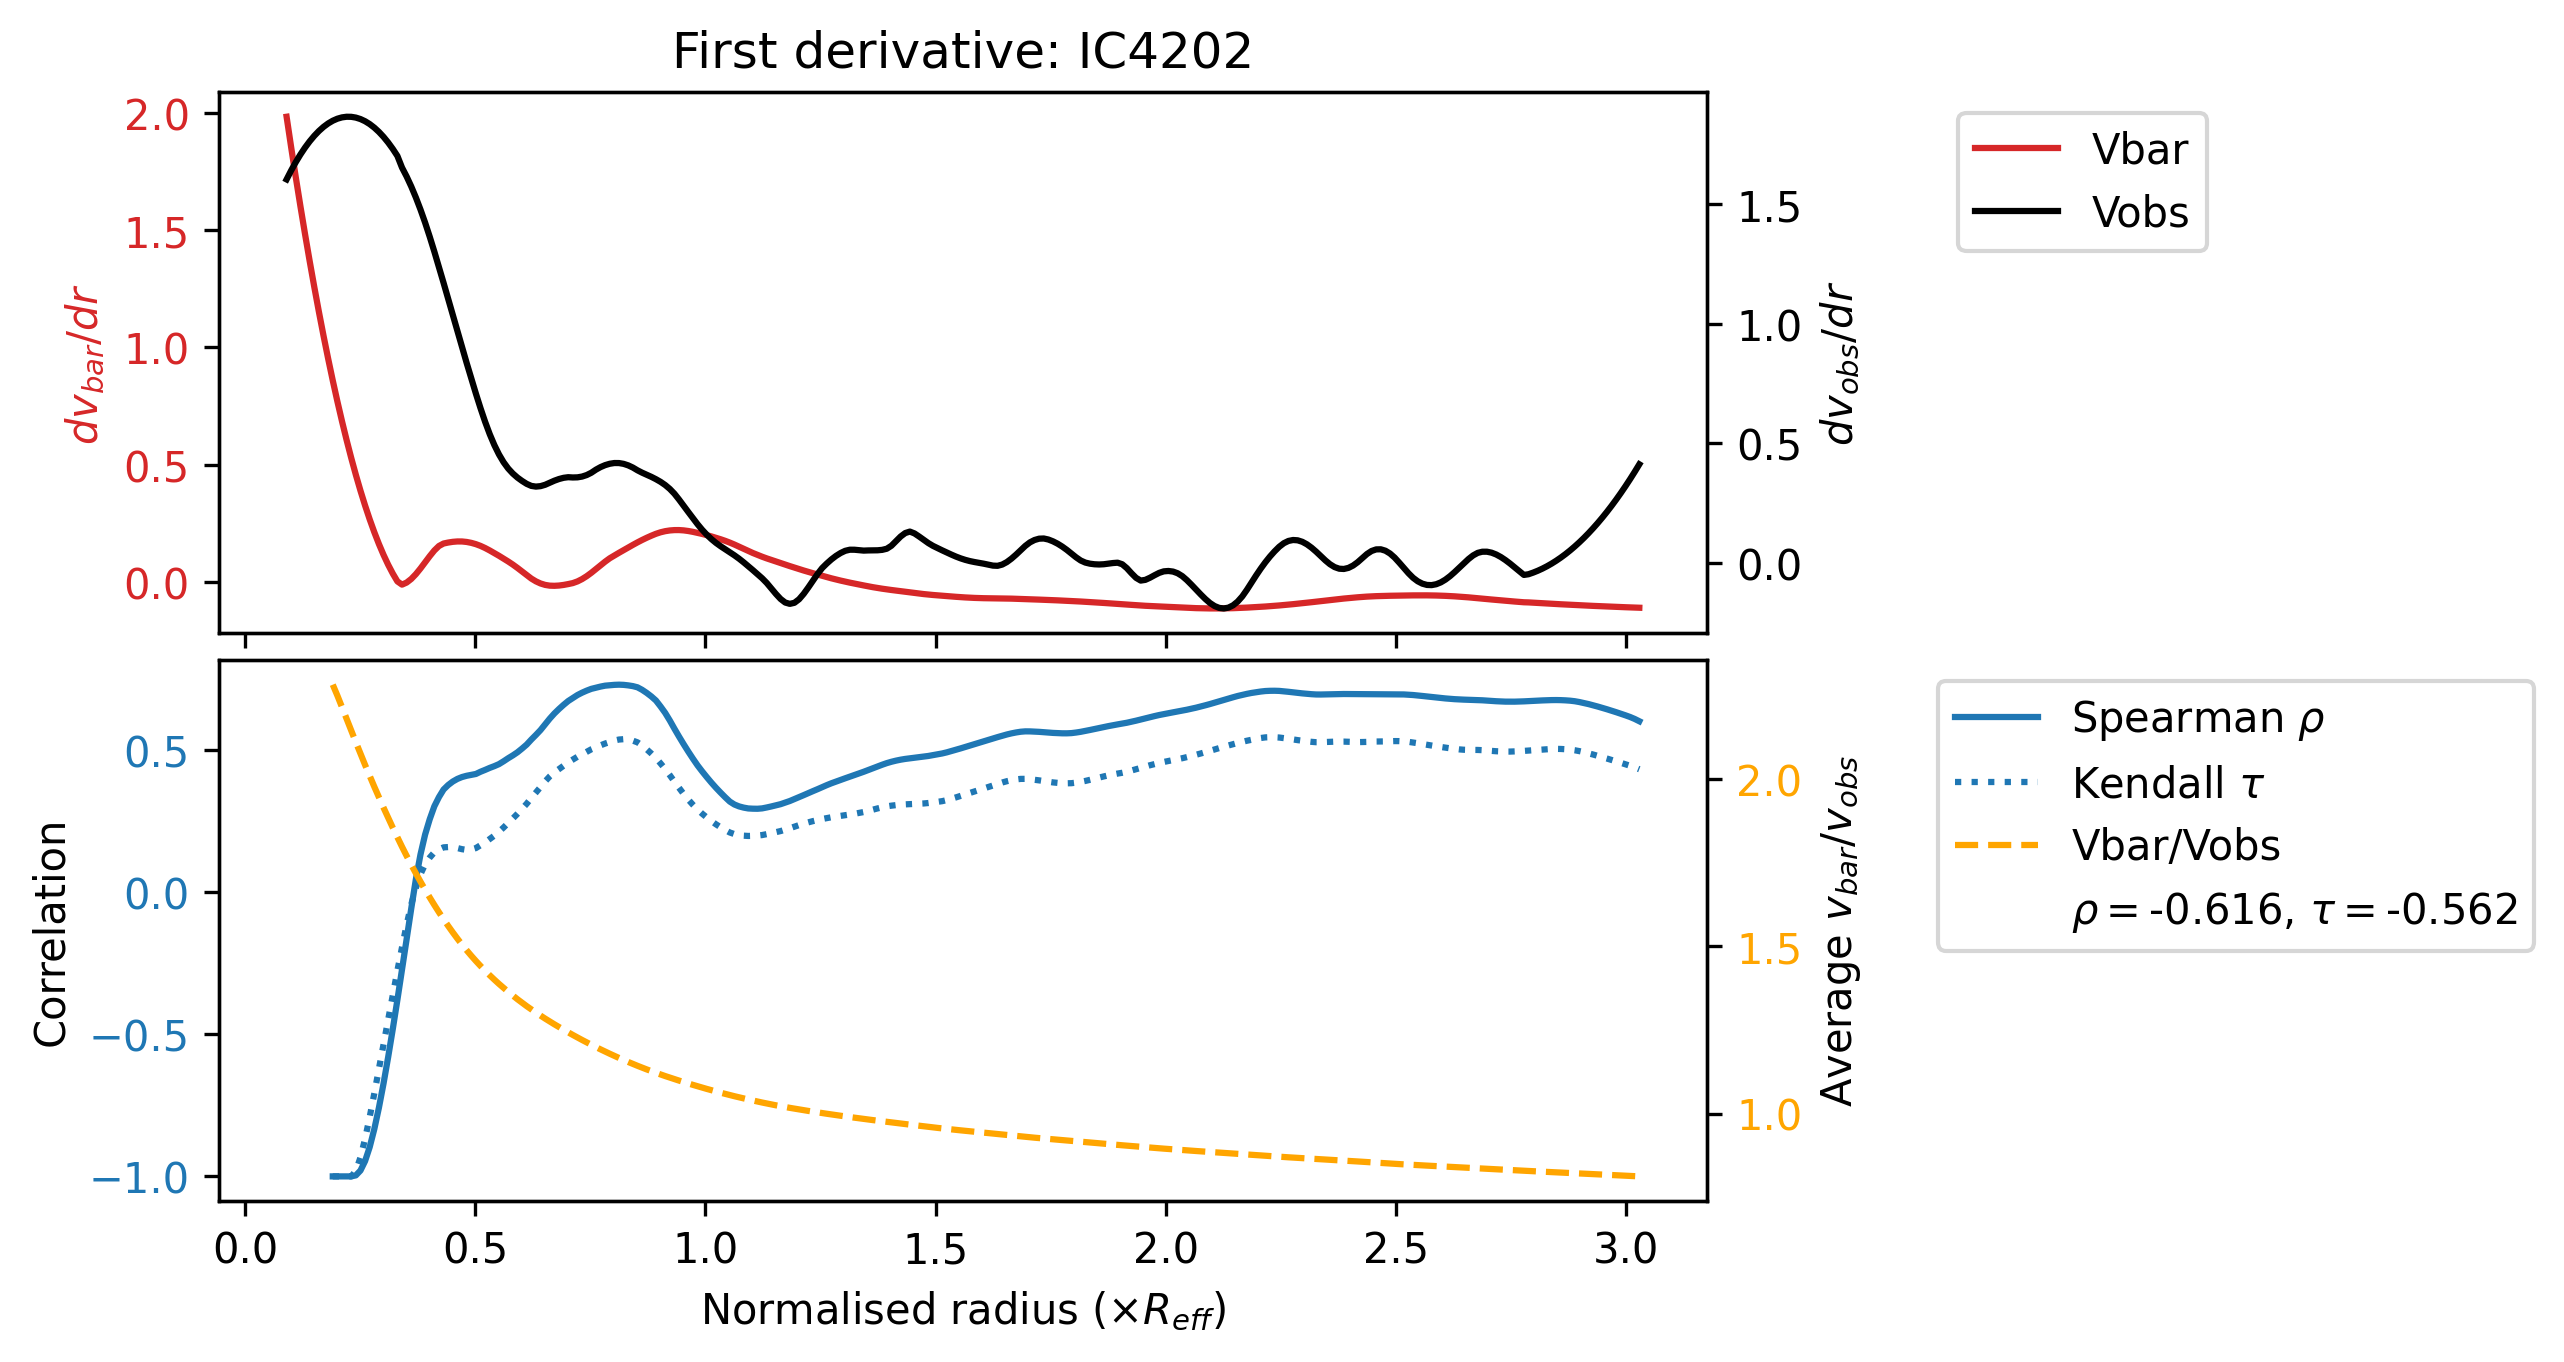 First derivative: IC4202
2.0
1.5
1.0
0.5
0.0
dv_bar/dr
1.5
1.0
0.5
0.0
dv_obs/dr
Vbar
Vobs
0.5
0.0
−0.5
−1.0
Correlation
2.0
1.5
1.0
Average v_bar/v_obs
Spearman ρ
Kendall τ
Vbar/Vobs
ρ = -0.616, τ = -0.562
0.0 0.5 1.0 1.5 2.0 2.5 3.0
Normalised radius (×R_eff)